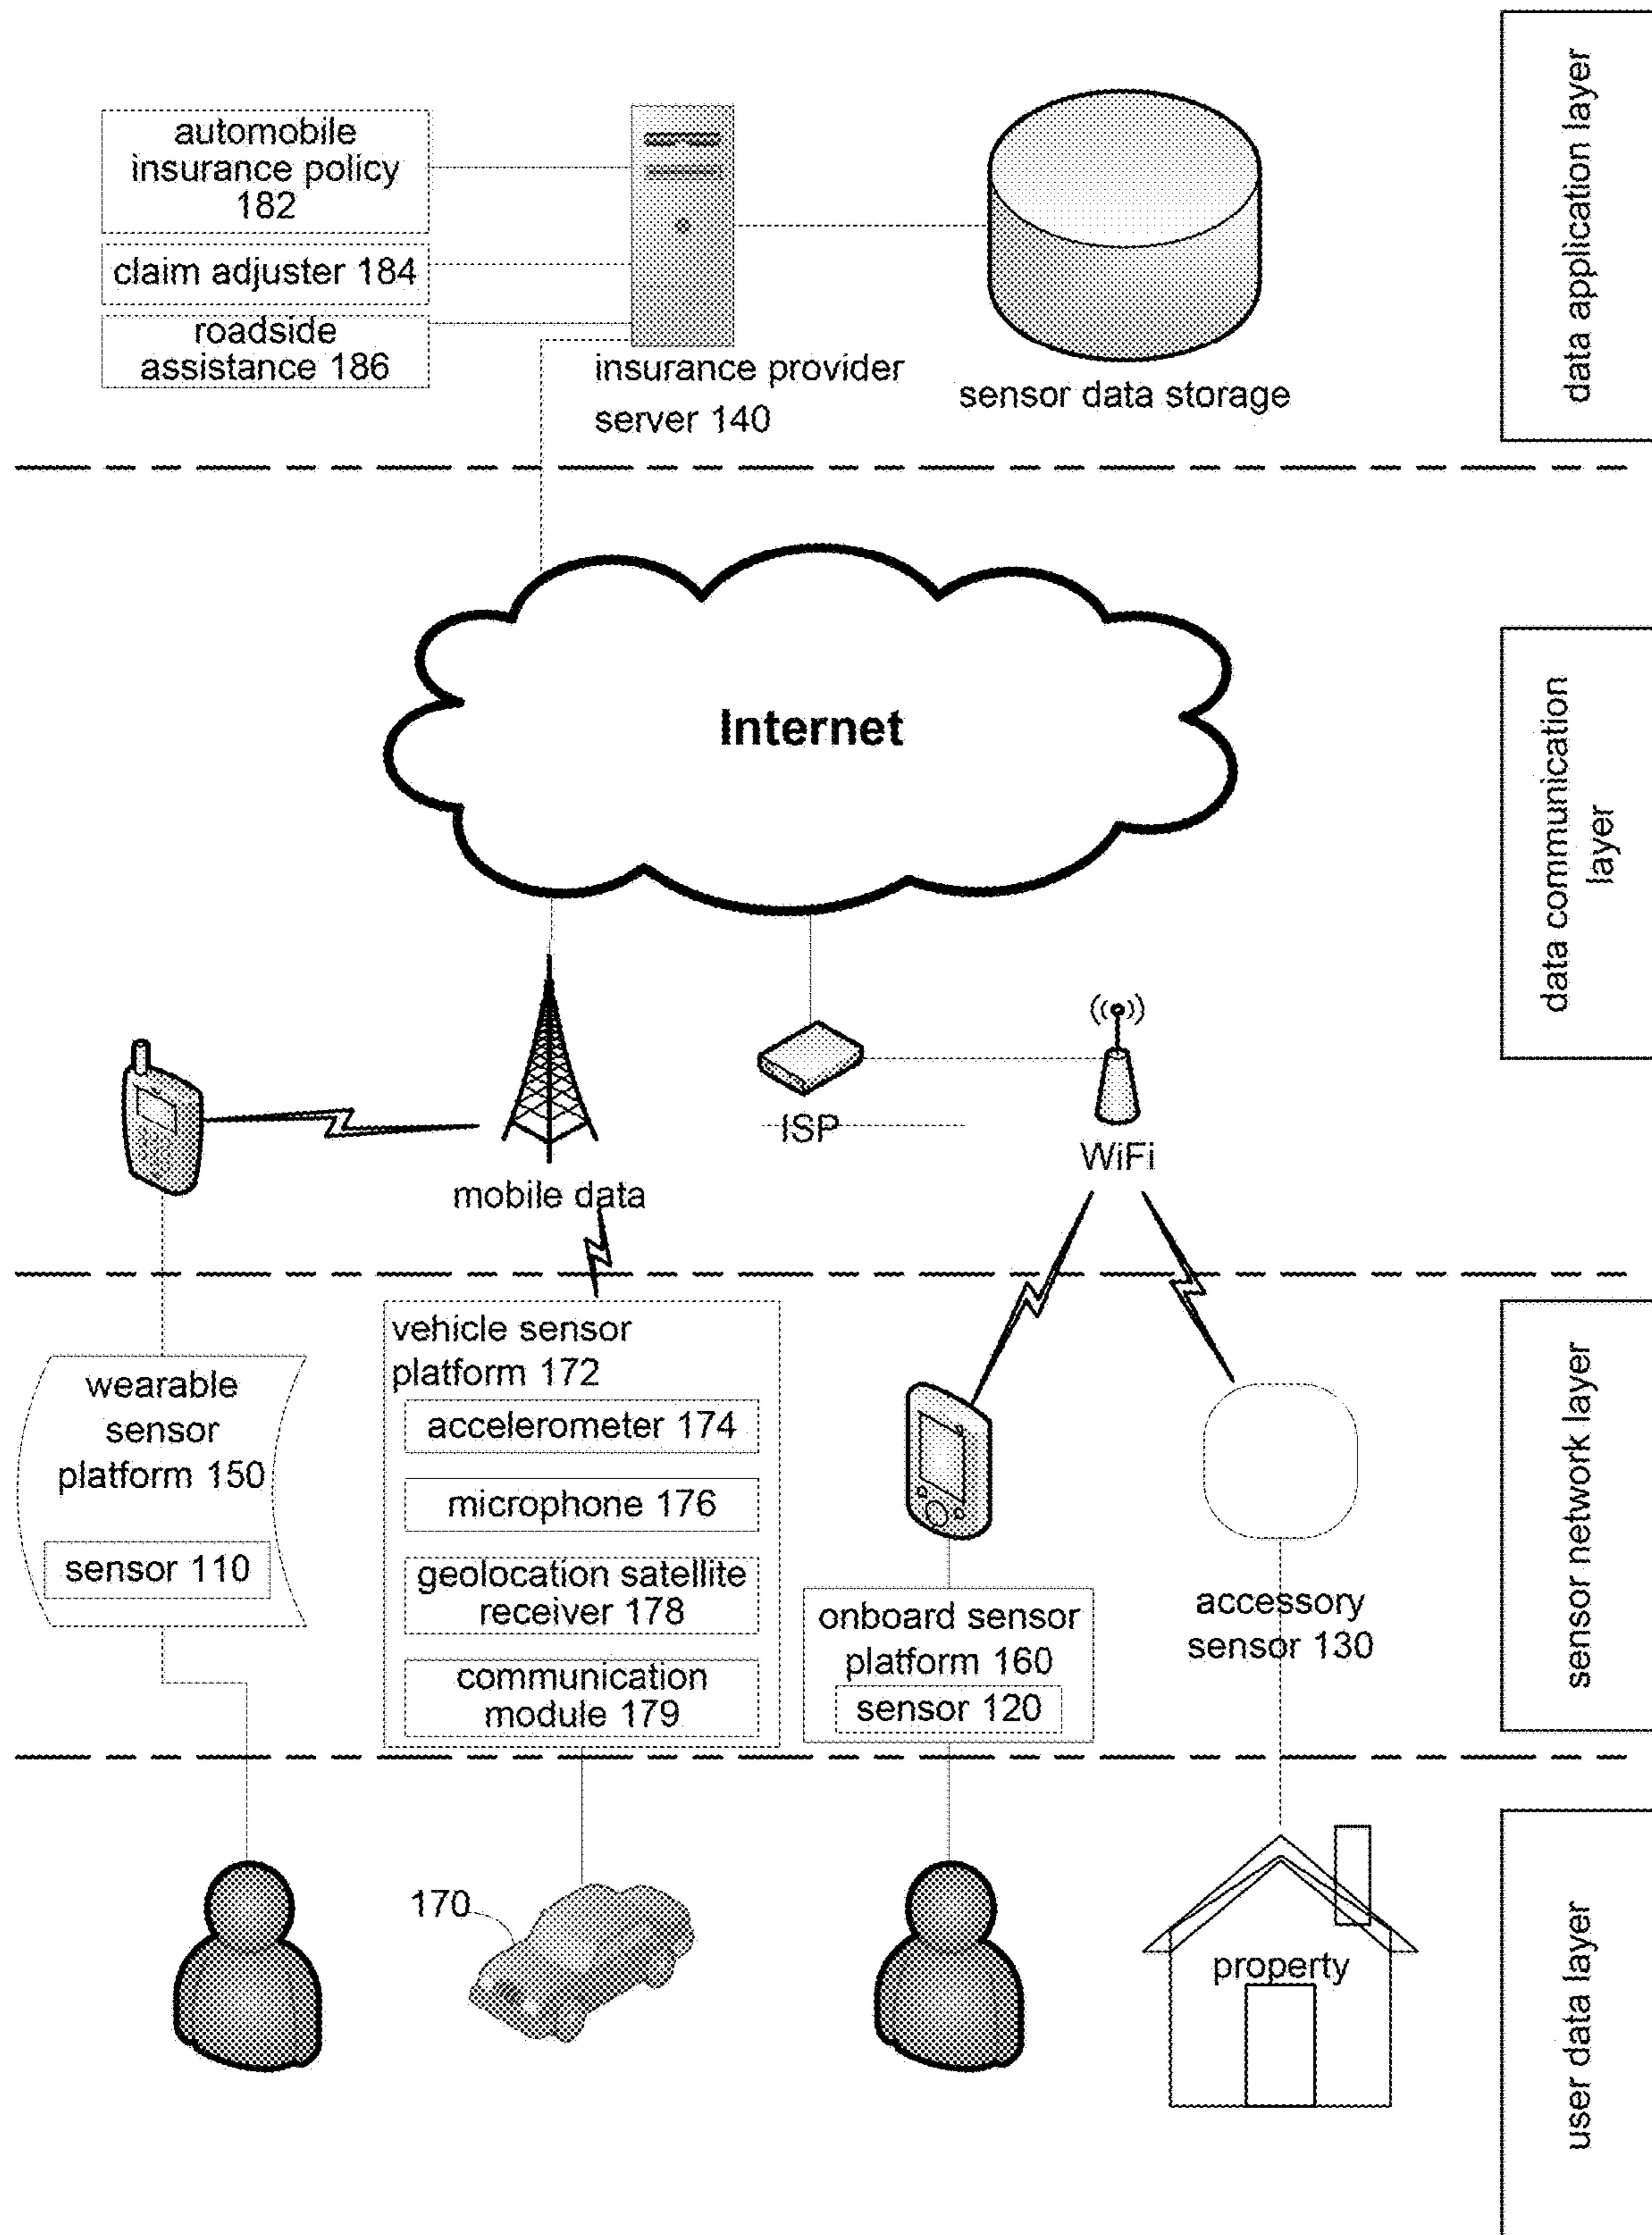 automobile
insurance policy
182
claim adjuster 184
roadside
assistance 186
insurance provider
server 140
sensor data storage
data application layer
Internet
data communication
layer
ISP
WiFi
mobile data
vehicle sensor
platform 172
accelerometer 174
microphone 176
geolocation satellite
receiver 178
communication
module 179
wearable
sensor
platform 150
sensor 110
onboard sensor
platform 160
sensor 120
accessory
sensor 130
sensor network layer
170
property
user data layer